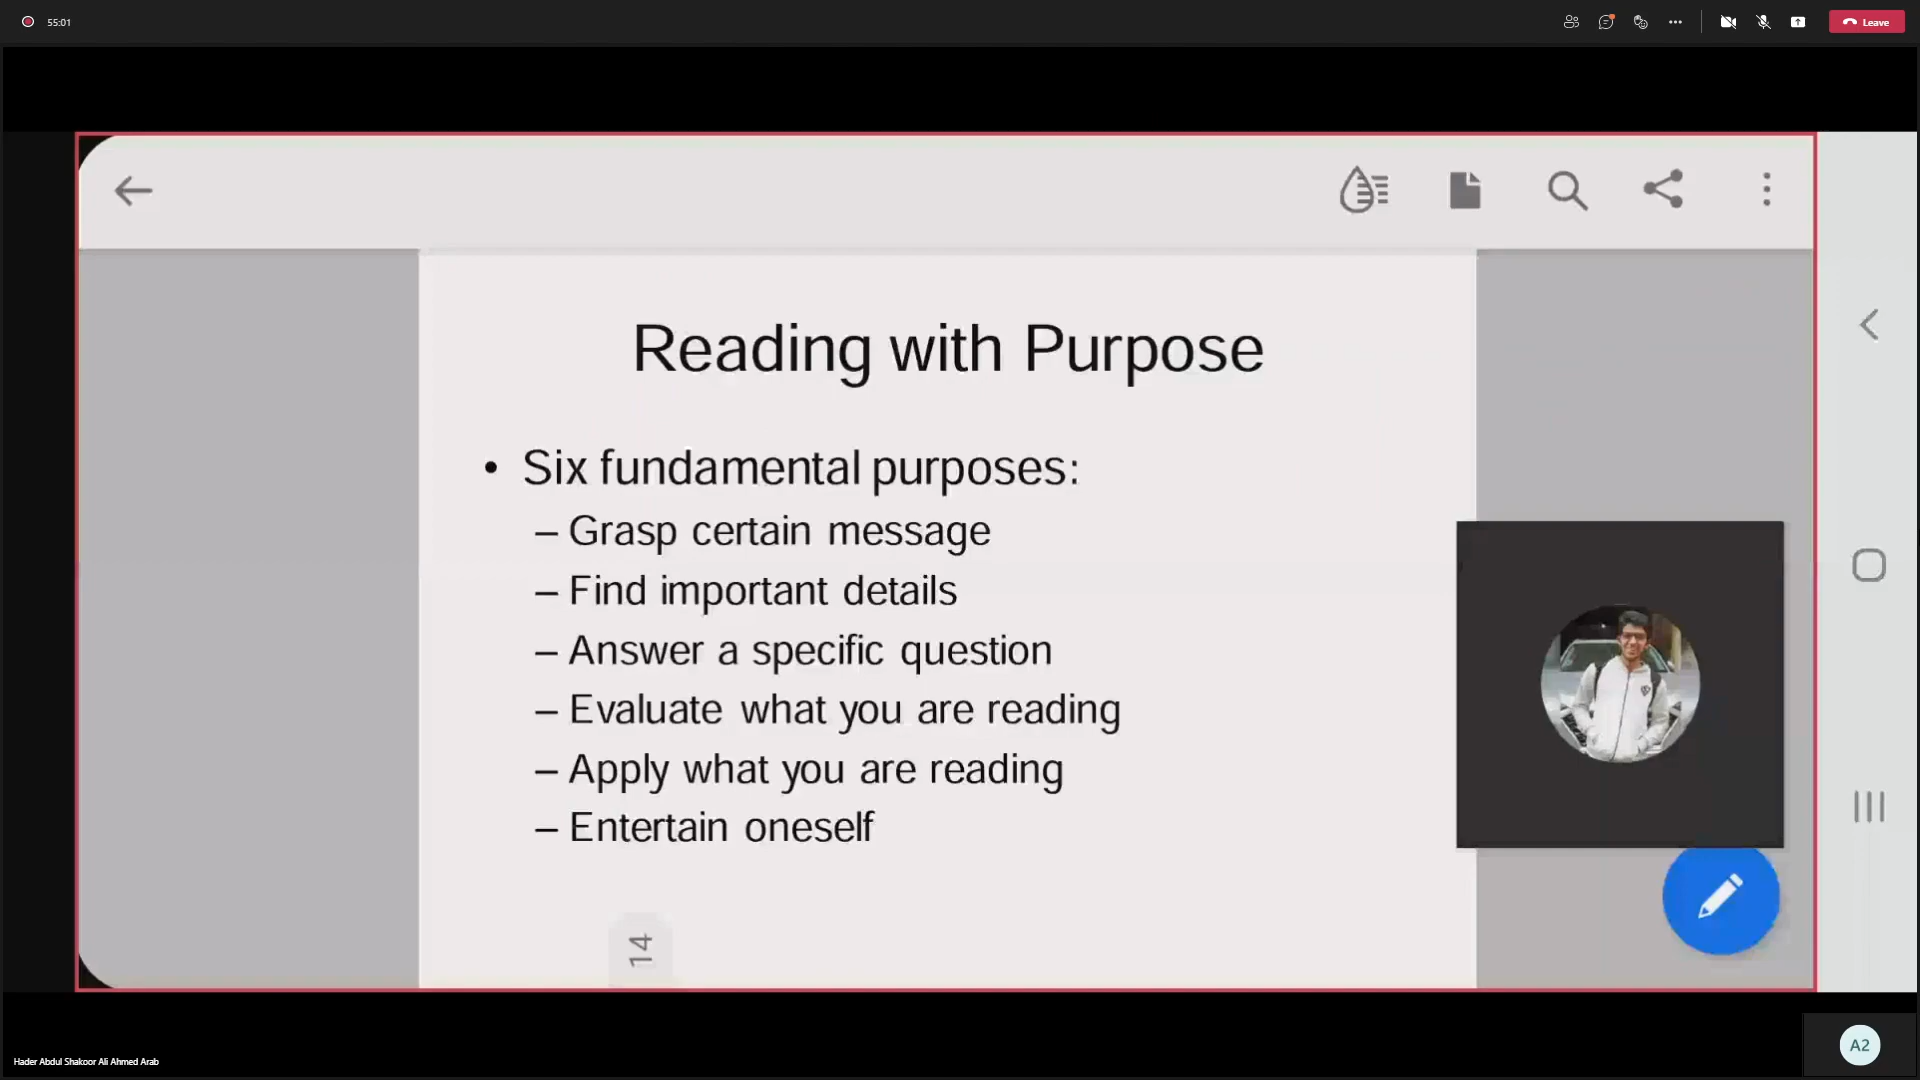 55:01
Leave
Reading with Purpose
• Six fundamental purposes:
– Grasp certain message
– Find important details
– Answer a specific question
– Evaluate what you are reading
– Apply what you are reading
– Entertain oneself
14
Hader Abdul Shakoor Ali Ahmed Arab
A2